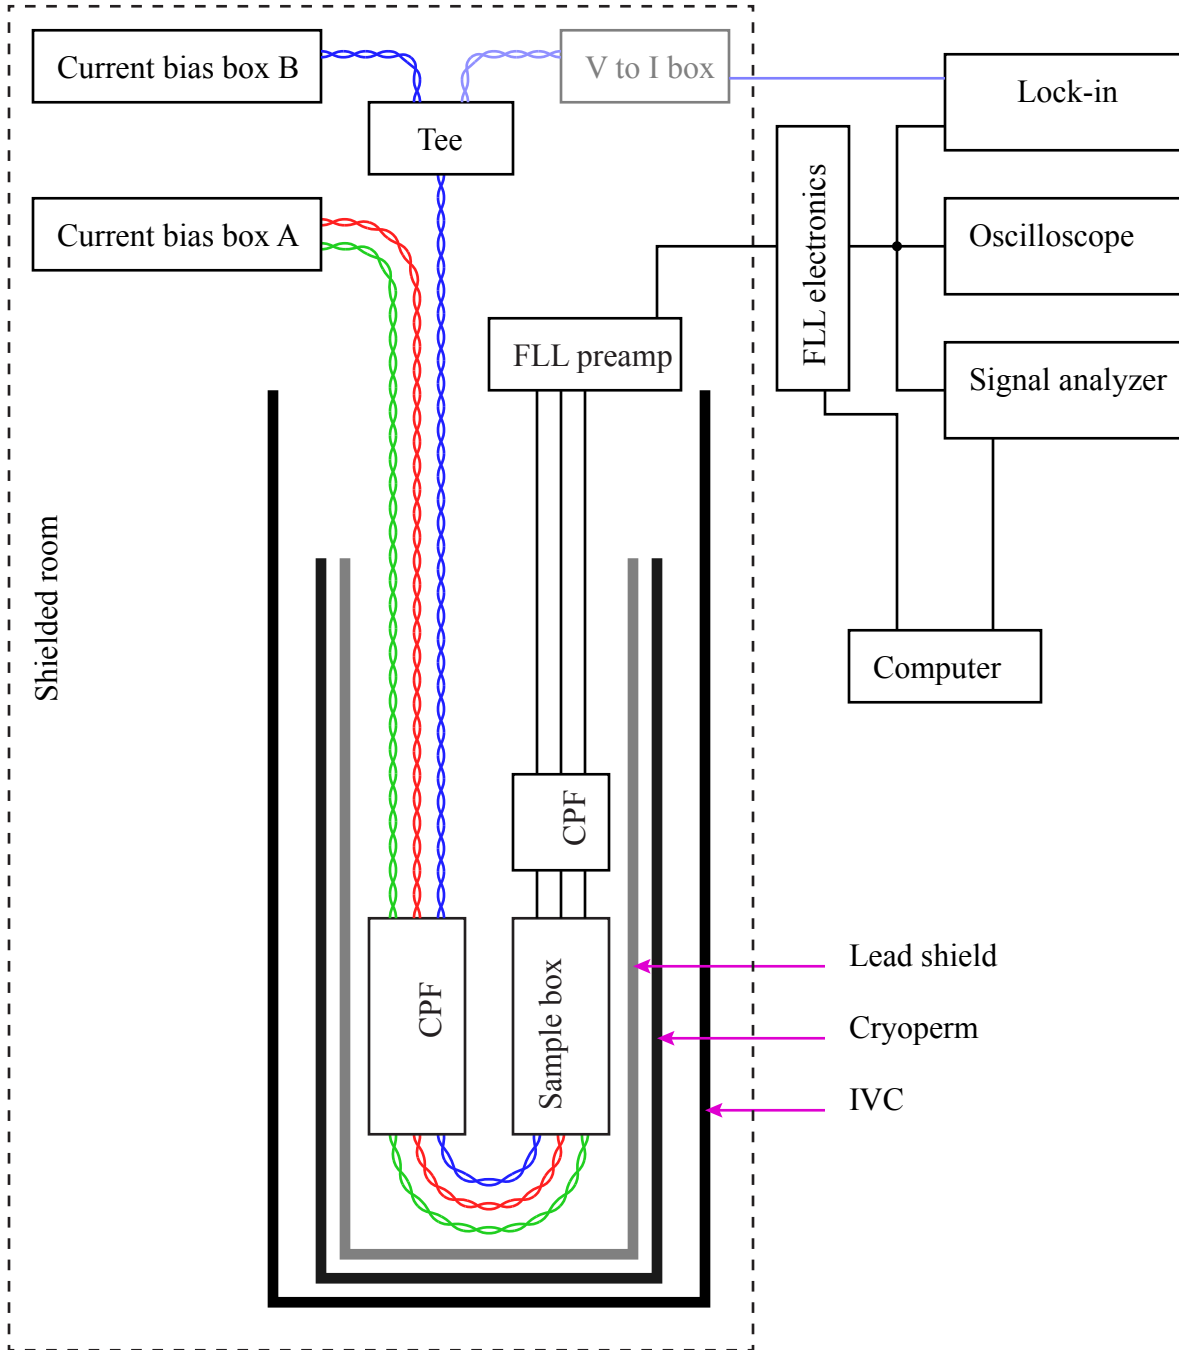 Current bias box B
V to I box
Lock-in
Tee
Current bias box A
FLL electronics
Oscilloscope
FLL preamp
Signal analyzer
Shielded room
Computer
CPF
CPF
Sample box
Lead shield
Cryoperm
IVC